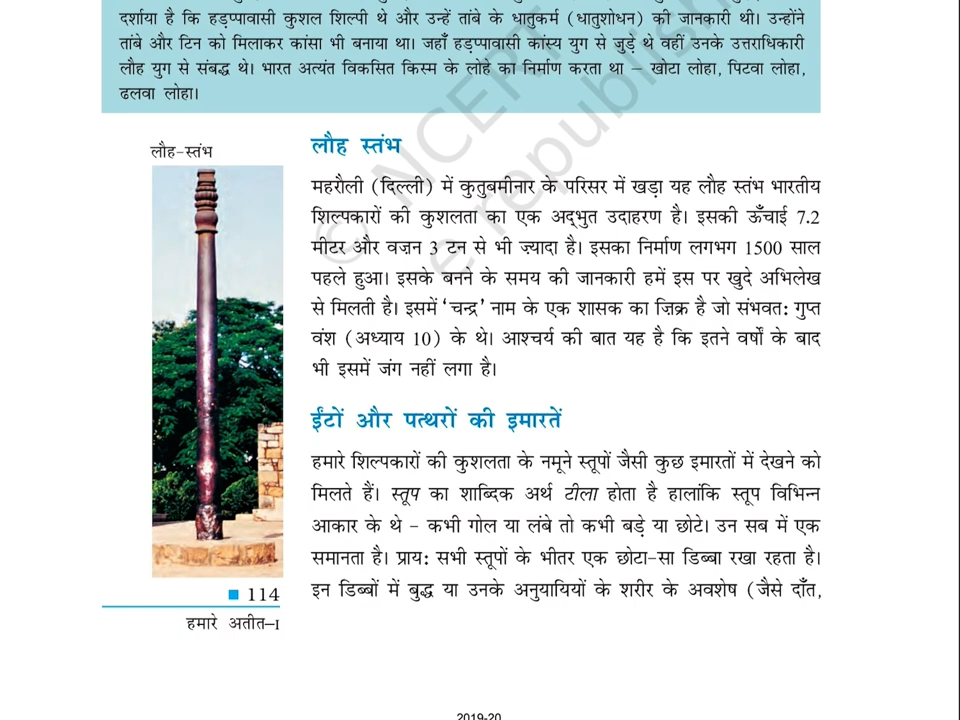 दर्शाया है कि हड़प्पावासी कुशल शिल्पी थे और उन्हें तांबे के धातुकर्म (धातुशोधन) की जानकारी थी। उन्होंने
तांबे और टिन को मिलाकर कांसा भी बनाया था। जहाँ हड़प्पावासी कांस्य युग से जुड़े थे वहीं उनके उत्तराधिकारी
लौह युग से संबद्ध थे। भारत अत्यंत विकसित किस्म के लोहे का निर्माण करता था – खोटा लोहा, पिटवा लोहा,
ढलवा लोहा।
लौह-स्तंभ
लौह स्तंभ
महरौली (दिल्ली) में कुतुबमीनार के परिसर में खड़ा यह लौह स्तंभ भारतीय
शिल्पकारों की कुशलता का एक अद्भुत उदाहरण है। इसकी ऊँचाई 7.2
मीटर और वज़न 3 टन से भी ज़्यादा है। इसका निर्माण लगभग 1500 साल
पहले हुआ। इसके बनने के समय की जानकारी हमें इस पर खुदे अभिलेख
से मिलती है। इसमें ‘चन्द्र’ नाम के एक शासक का ज़िक्र है जो संभवत: गुप्त
वंश (अध्याय 10) के थे। आश्चर्य की बात यह है कि इतने वर्षों के बाद
भी इसमें जंग नहीं लगा है।
ईंटों और पत्थरों की इमारतें
हमारे शिल्पकारों की कुशलता के नमूने स्तूपों जैसी कुछ इमारतों में देखने को
मिलते हैं। स्तूप का शाब्दिक अर्थ टीला होता है हालांकि स्तूप विभिन्न
आकार के थे – कभी गोल या लंबे तो कभी बड़े या छोटे। उन सब में एक
समानता है। प्राय: सभी स्तूपों के भीतर एक छोटा-सा डिब्बा रखा रहता है।
इन डिब्बों में बुद्ध या उनके अनुयायियों के शरीर के अवशेष (जैसे दाँत,
114
हमारे अतीत–I
© NCERT
republish
2019-20